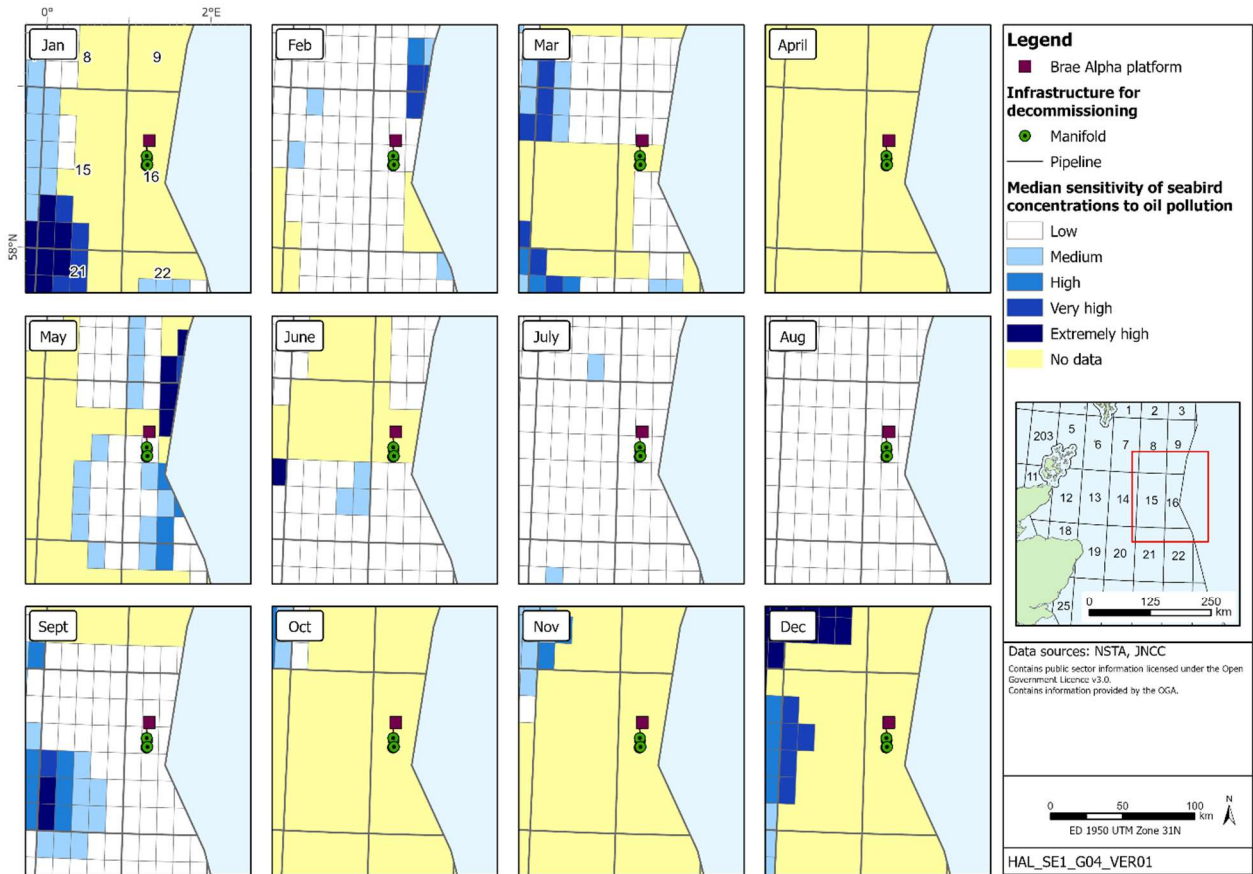 0°
2°E
Jan
8
9
15
16
58°N
21
22
Feb
Mar
April
May
June
July
Aug
Sept
Oct
Nov
Dec
Legend
Brae Alpha platform
Infrastructure for
decommissioning
Manifold
Pipeline
Median sensitivity of seabird
concentrations to oil pollution
Low
Medium
High
Very high
Extremely high
No data
1 2 3
203 5 6 7 8 9
11
12 13 14 15 16
18
19 20 21 22
25
0 125 250
km
Data sources: NSTA, JNCC
Contains public sector information licensed under the Open
Government Licence v3.0.
Contains information provided by the OGA.
0 50 100
km
N
ED 1950 UTM Zone 31N
HAL_SE1_G04_VER01